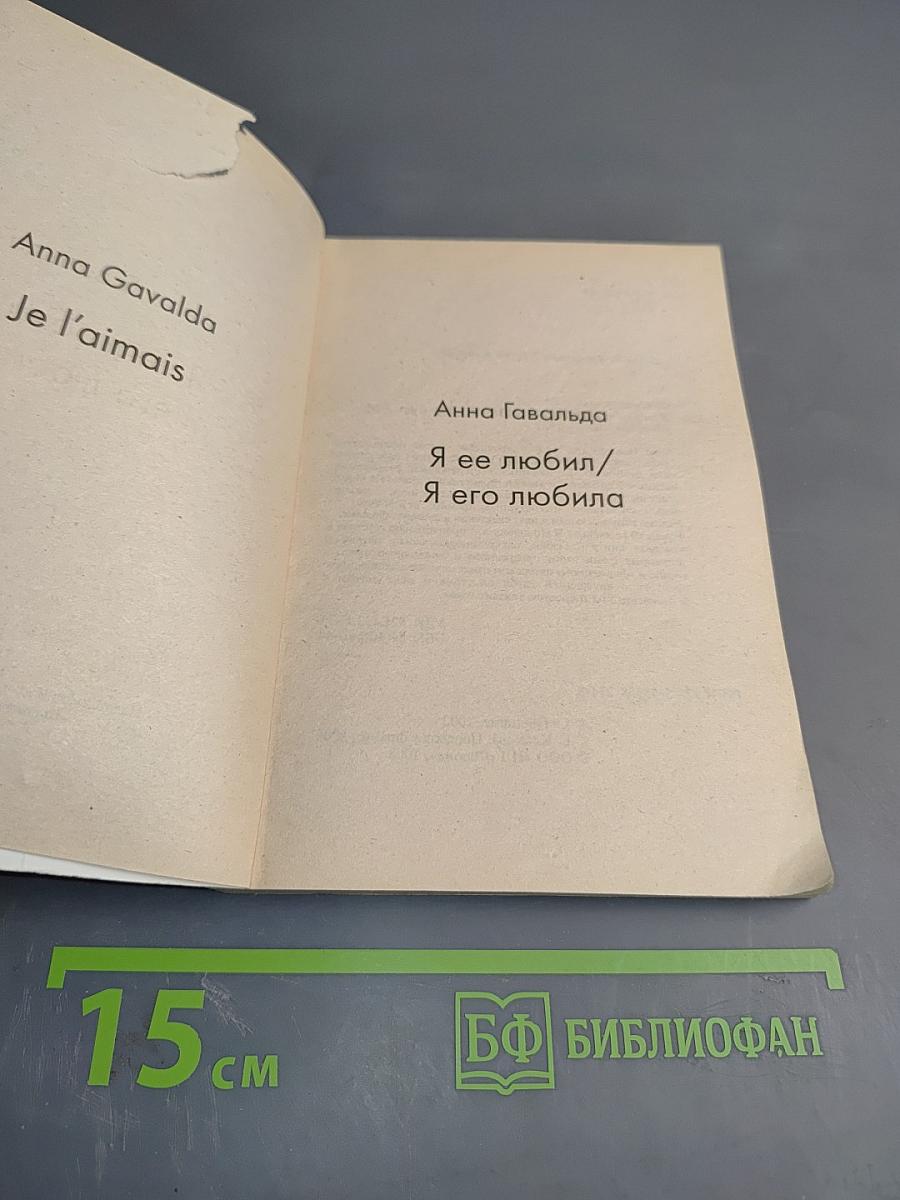 Anna Gavalda
Je l'aimais
Анна Гавальда
Я ее любил/
Я его любила
15 см
БФ БИБЛИОФАН